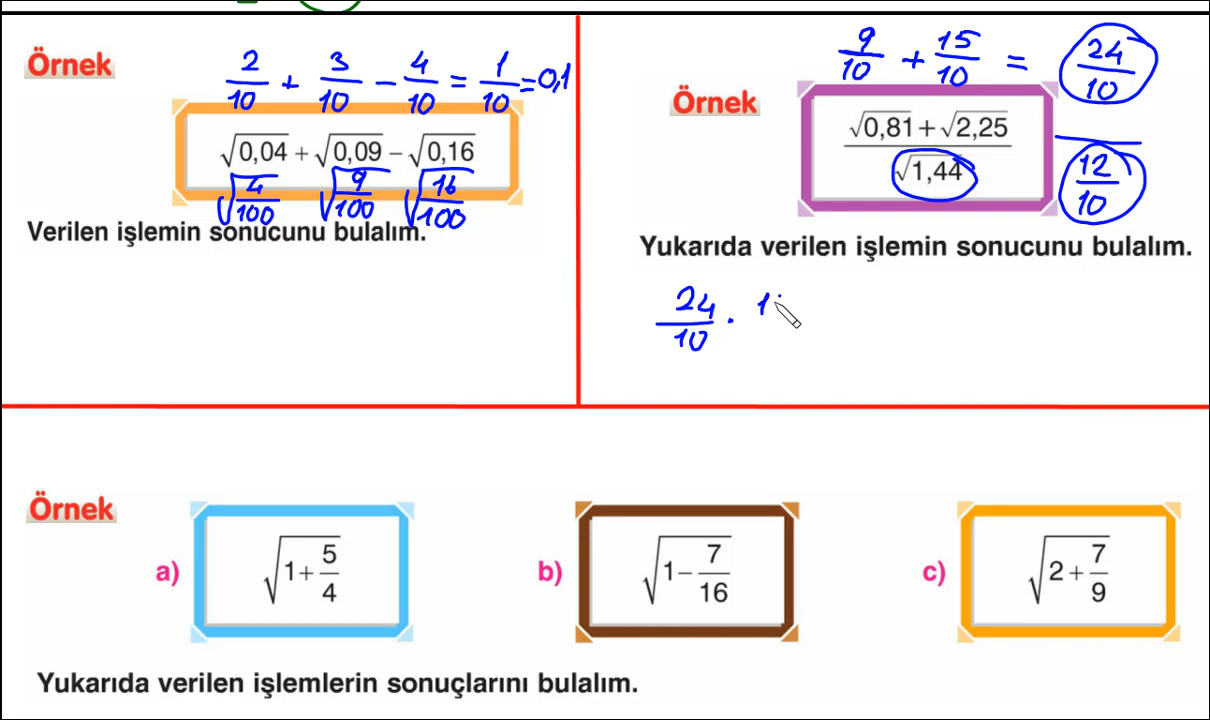 Örnek
2/10 + 3/10 − 4/10 = 1/10 = 0,1
√0,04 + √0,09 − √0,16
√4/100 √9/100 √16/100
Verilen işlemin sonucunu bulalım.
9/10 + 15/10 = 24/10
Örnek
√0,81 + √2,25
√1,44
12/10
Yukarıda verilen işlemin sonucunu bulalım.
24/10 · 1
Örnek
a) √1+5/4
b) √1−7/16
c) √2+7/9
Yukarıda verilen işlemlerin sonuçlarını bulalım.